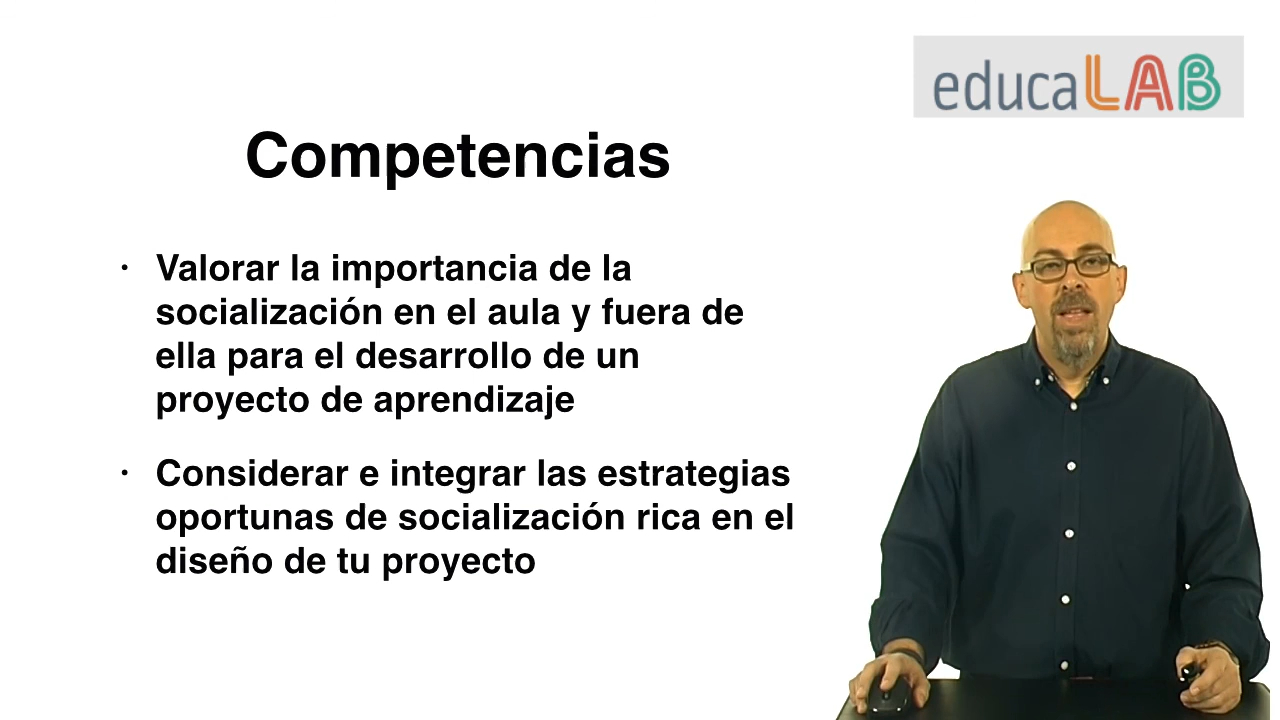 educaLAB
Competencias
• Valorar la importancia de la
socialización en el aula y fuera de
ella para el desarrollo de un
proyecto de aprendizaje
• Considerar e integrar las estrategias
oportunas de socialización rica en el
diseño de tu proyecto